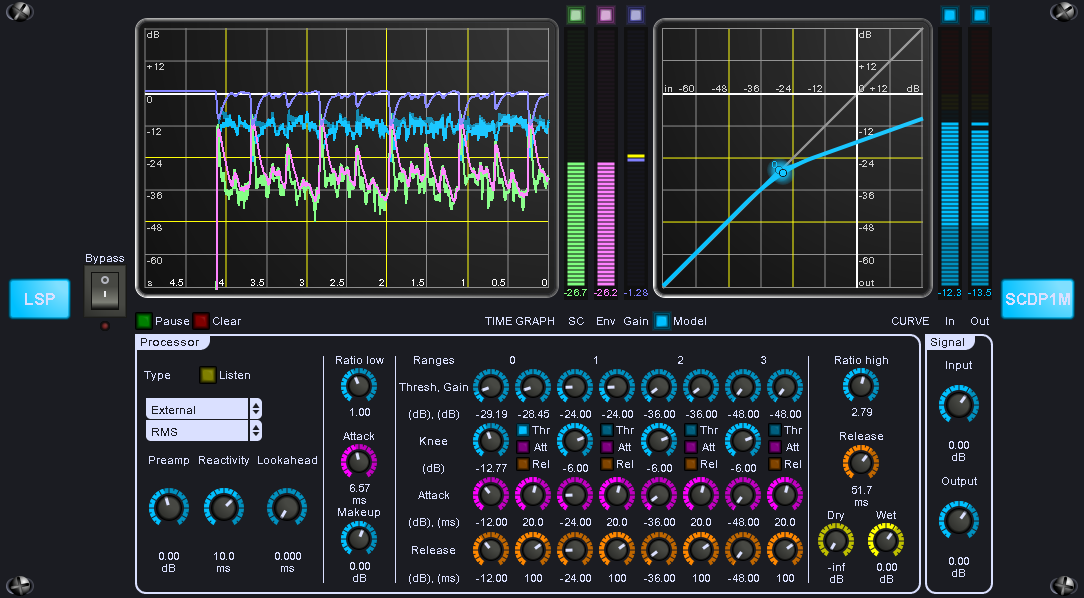 dB
+12
0
-12
-24
-36
-48
-60
s 4.5 4 3.5 3 2.5 2 1.5 1 0.5 0
-26.7 -26.2 -1.28
dB
+12
in -60 -48 -36 -24 -12 0 +12 dB
-12
-24
-36
-48
-60
out
0
-12.3 -13.5
Bypass
LSP
SCDP1M
Pause Clear TIME GRAPH SC Env Gain Model CURVE In Out
Processor
Type Listen
External
RMS
Preamp Reactivity Lookahead
0.00 10.0 0.000
dB ms ms
Ratio low
1.00
Attack
6.57
ms
Makeup
0.00
dB
Ranges 0 1 2 3
Thresh, Gain
(dB), (dB) -29.19 -28.45 -24.00 -24.00 -36.00 -36.00 -48.00 -48.00
Knee Thr Thr Thr Thr
Att Att Att Att
(dB) -12.77 Rel -6.00 Rel -6.00 Rel -6.00 Rel
Attack
(dB), (ms) -12.00 20.0 -24.00 20.0 -36.00 20.0 -48.00 20.0
Release
(dB), (ms) -12.00 100 -24.00 100 -36.00 100 -48.00 100
Ratio high
2.79
Release
51.7
ms
Dry Wet
-inf 0.00
dB dB
Signal
Input
0.00
dB
Output
0.00
dB